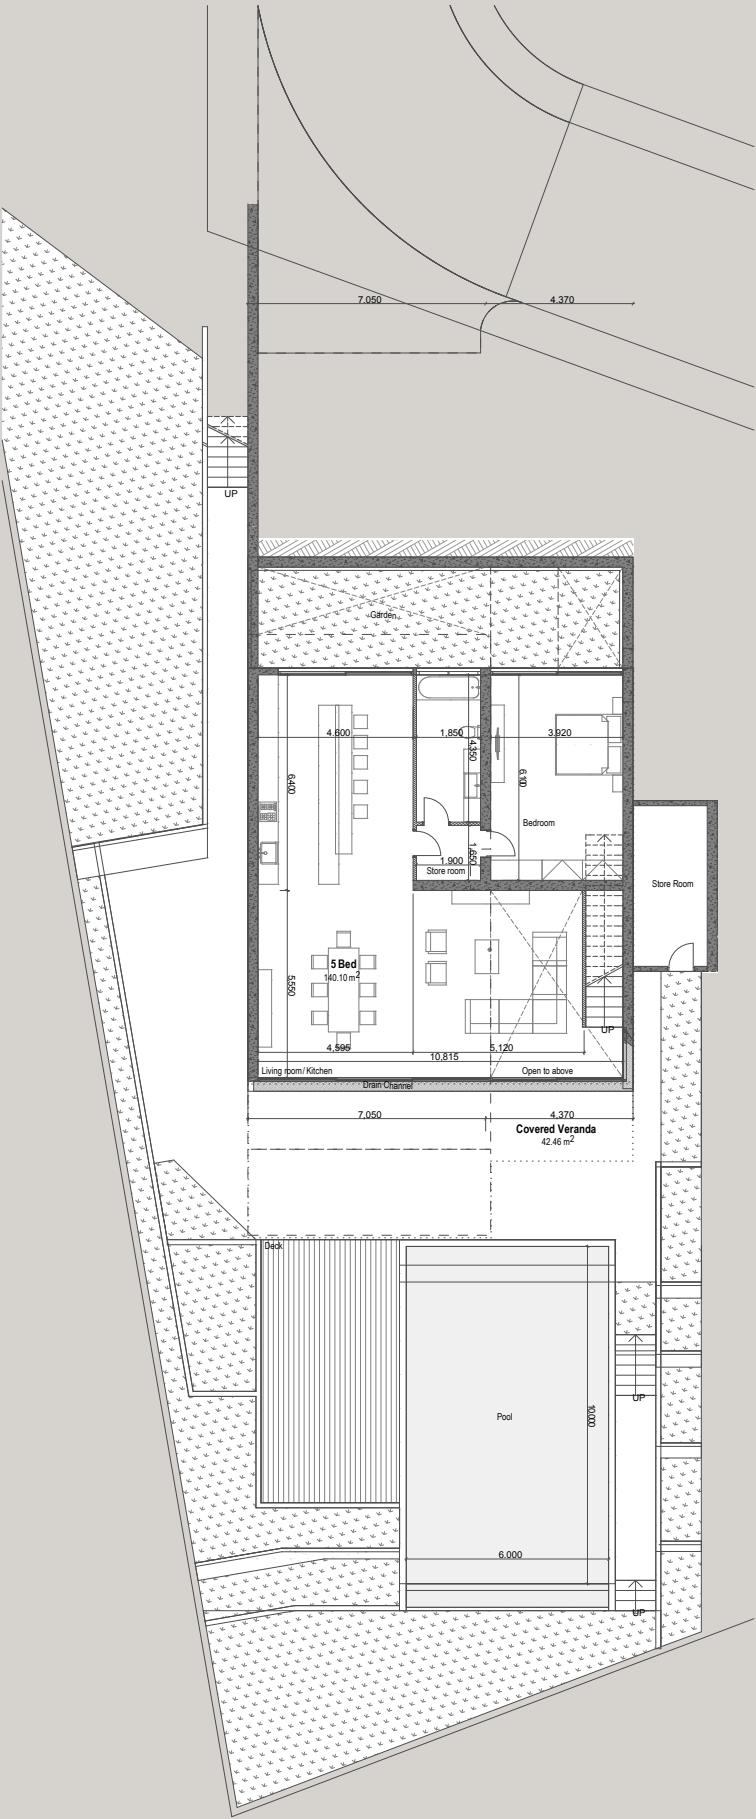 7.050
4.370
UP
Garden
4.600
1,850
3.920
4.350
6,400
6,100
Bedroom
1,650
1.900
Store room
Store Room
5 Bed
140.10 m2
5,550
UP
4,595
5,120
10,815
Living room / Kitchen
Open to above
Drain Channel
7,050
4.370
Covered Veranda
42.46 m2
Deck
UP
Pool
10.000
6.000
UP